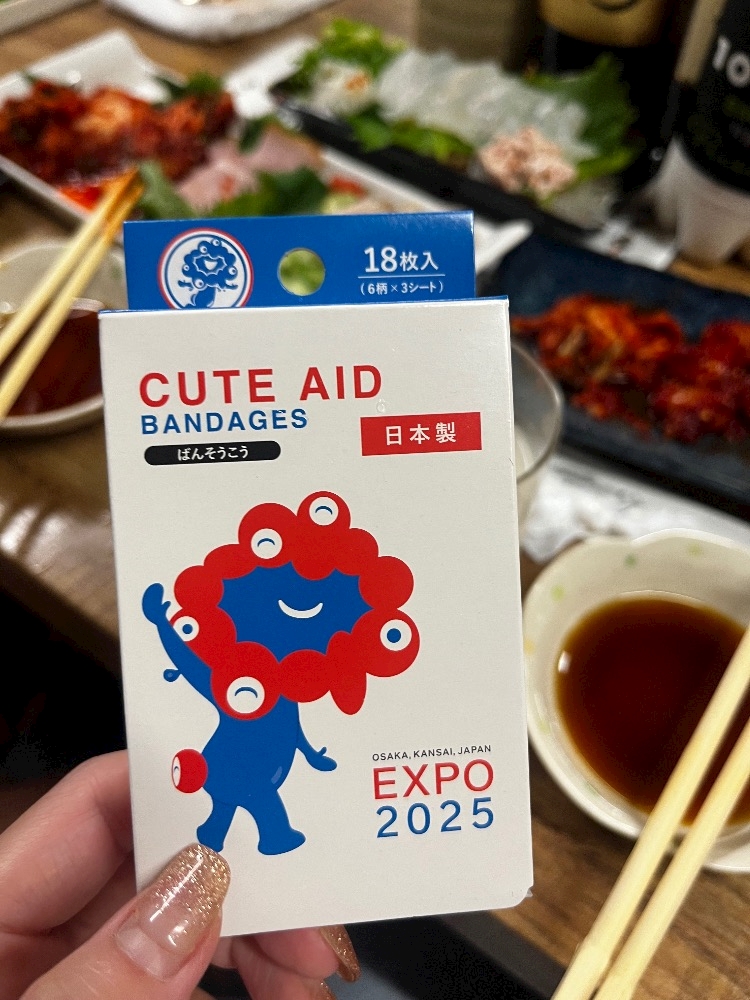 18枚入
(6柄×3シート)
CUTE AID
BANDAGES
ばんそうこう
日本製
OSAKA, KANSAI, JAPAN
EXPO
2025
10